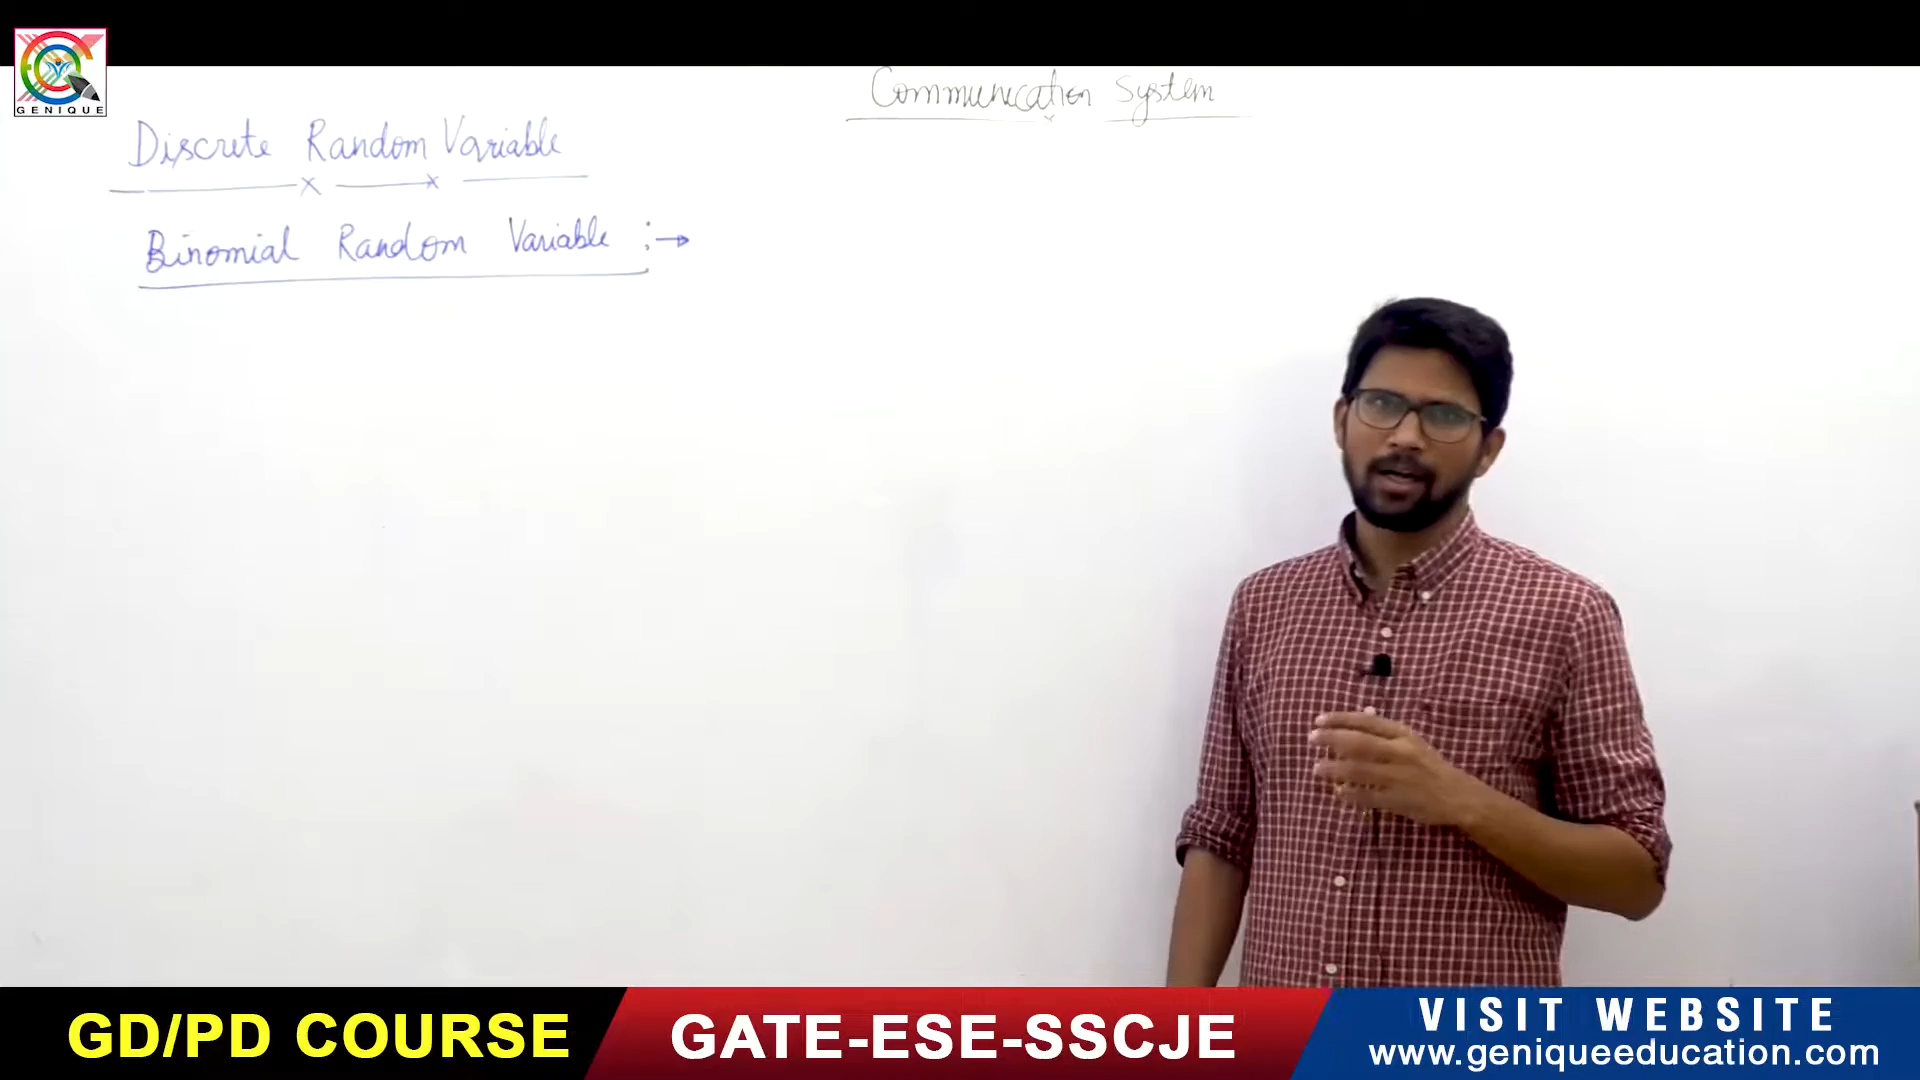 GENIQUE
Communication System
Discrete Random Variable
Binomial Random Variable :→
GD/PD COURSE
GATE-ESE-SSCJE
VISIT WEBSITE
www.geniqueeducation.com